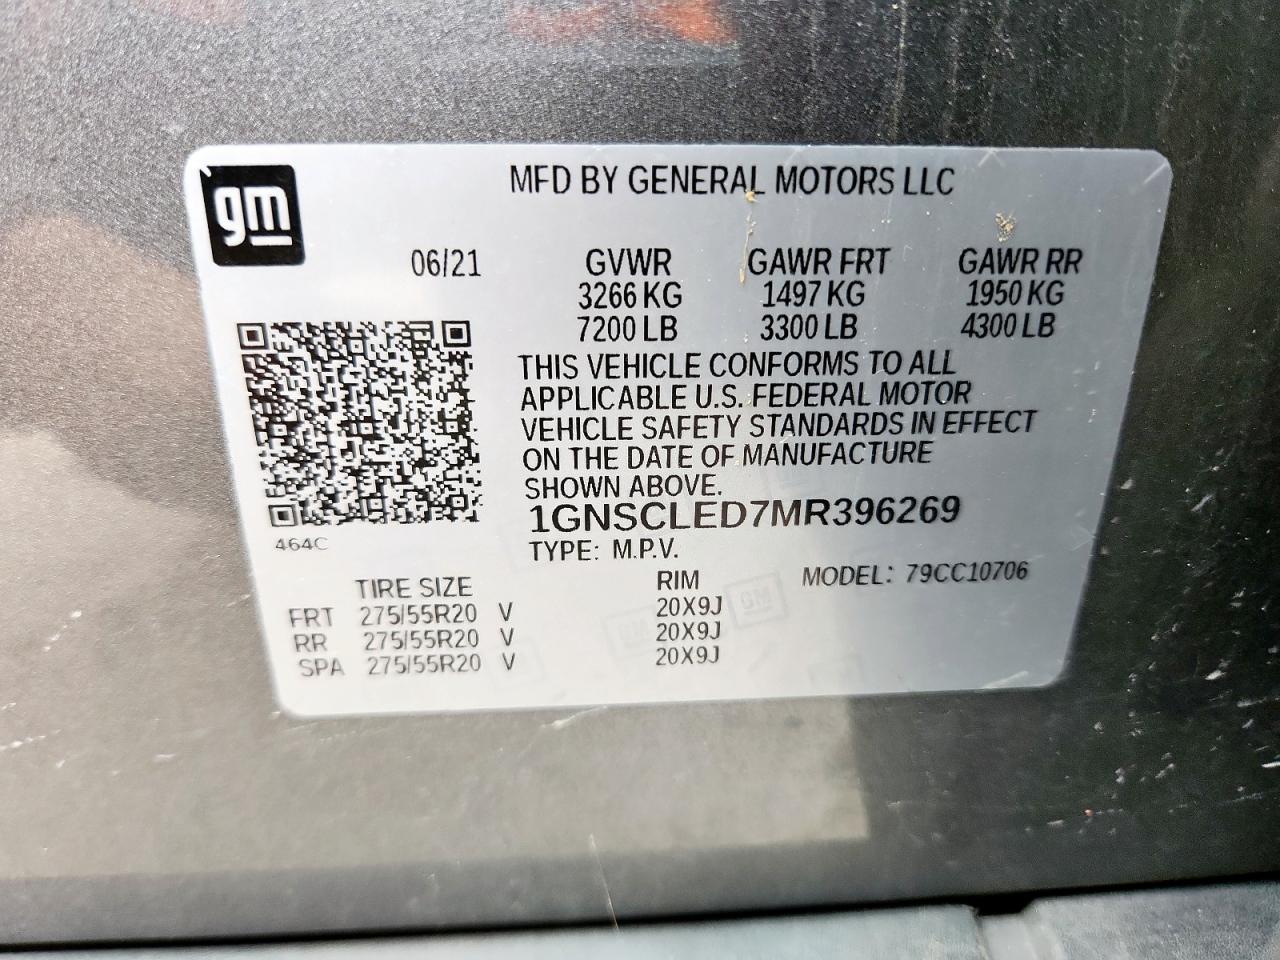 gm
MFD BY GENERAL MOTORS LLC
06/21 GVWR GAWR FRT GAWR RR
3266 KG 1497 KG 1950 KG
7200 LB 3300 LB 4300 LB
THIS VEHICLE CONFORMS TO ALL
APPLICABLE U.S. FEDERAL MOTOR
VEHICLE SAFETY STANDARDS IN EFFECT
ON THE DATE OF MANUFACTURE
SHOWN ABOVE.
1GNSCLED7MR396269
464C
TYPE: M.P.V.
TIRE SIZE RIM MODEL: 79CC10706
FRT 275/55R20 V 20X9J
RR 275/55R20 V 20X9J
SPA 275/55R20 V 20X9J
GM
GM